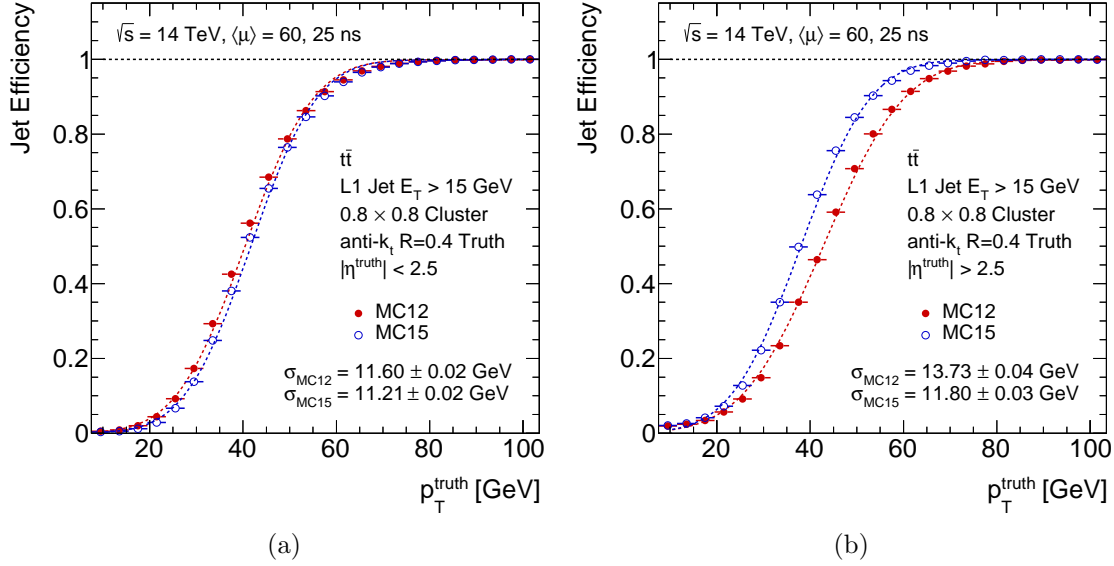 √s = 14 TeV, ⟨μ⟩ = 60, 25 ns
Jet Efficiency
1
0.8
0.6
0.4
0.2
0
tt̄
L1 Jet E_T > 15 GeV
0.8 × 0.8 Cluster
anti-k_t R=0.4 Truth
|η^truth| < 2.5
MC12
MC15
σ_MC12 = 11.60 ± 0.02 GeV
σ_MC15 = 11.21 ± 0.02 GeV
20 40 60 80 100
p_T^truth [GeV]
(a)
√s = 14 TeV, ⟨μ⟩ = 60, 25 ns
Jet Efficiency
1
0.8
0.6
0.4
0.2
0
tt̄
L1 Jet E_T > 15 GeV
0.8 × 0.8 Cluster
anti-k_t R=0.4 Truth
|η^truth| > 2.5
MC12
MC15
σ_MC12 = 13.73 ± 0.04 GeV
σ_MC15 = 11.80 ± 0.03 GeV
20 40 60 80 100
p_T^truth [GeV]
(b)